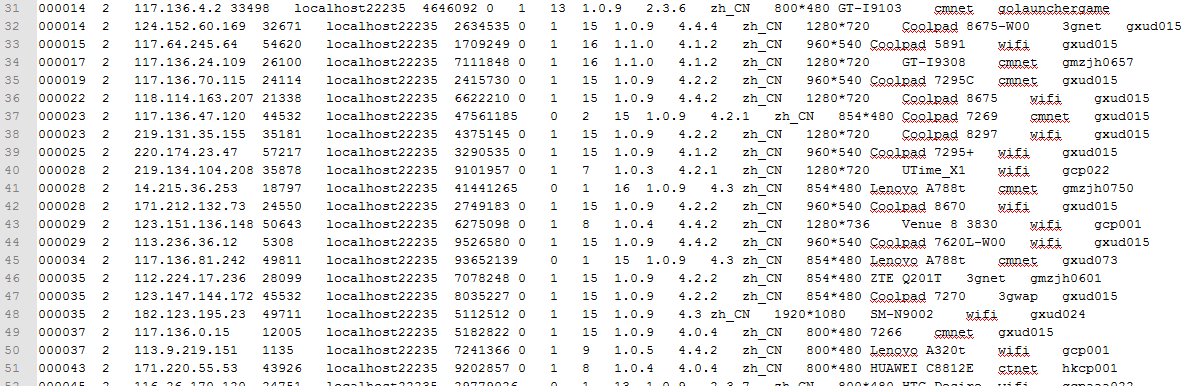 31 000014 2 117.136.4.2 33498 localhost22235 4646092 0 1 13 1.0.9 2.3.6 zh_CN 800*480 GT-I9103 cmnet golaunchergame
32 000014 2 124.152.60.169 32671 localhost22235 2634535 0 1 15 1.0.9 4.4.4 zh_CN 1280*720 Coolpad 8675-W00 3gnet gxud015
33 000015 2 117.64.245.64 54620 localhost22235 1709249 0 1 16 1.1.0 4.1.2 zh_CN 960*540 Coolpad 5891 wifi gxud015
34 000017 2 117.136.24.109 26100 localhost22235 7111848 0 1 16 1.1.0 4.1.2 zh_CN 1280*720 GT-I9308 cmnet gmzjh0657
35 000019 2 117.136.70.115 24114 localhost22235 2415730 0 1 15 1.0.9 4.2.2 zh_CN 960*540 Coolpad 7295C cmnet gxud015
36 000022 2 118.114.163.207 21338 localhost22235 6622210 0 1 15 1.0.9 4.4.2 zh_CN 1280*720 Coolpad 8675 wifi gxud015
37 000023 2 117.136.47.120 44532 localhost22235 47561185 0 2 15 1.0.9 4.2.1 zh_CN 854*480 Coolpad 7269 cmnet gxud015
38 000023 2 219.131.35.155 35181 localhost22235 4375145 0 1 15 1.0.9 4.2.2 zh_CN 1280*720 Coolpad 8297 wifi gxud015
39 000025 2 220.174.23.47 57217 localhost22235 3290535 0 1 15 1.0.9 4.1.2 zh_CN 960*540 Coolpad 7295+ wifi gxud015
40 000028 2 219.134.104.208 35878 localhost22235 9101957 0 1 7 1.0.3 4.2.1 zh_CN 1280*720 UTime_X1 wifi gcp022
41 000028 2 14.215.36.253 18797 localhost22235 41441265 0 1 16 1.0.9 4.3 zh_CN 854*480 Lenovo A788t cmnet gmzjh0750
42 000028 2 171.212.132.73 24550 localhost22235 2749183 0 1 15 1.0.9 4.2.2 zh_CN 960*540 Coolpad 8670 wifi gxud015
43 000029 2 123.151.136.148 50643 localhost22235 6275098 0 1 8 1.0.4 4.4.2 zh_CN 1280*736 Venue 8 3830 wifi gcp001
44 000029 2 113.236.36.12 5308 localhost22235 9526580 0 1 15 1.0.9 4.4.2 zh_CN 960*540 Coolpad 7620L-W00 wifi gxud015
45 000034 2 117.136.81.242 49811 localhost22235 93652139 0 1 15 1.0.9 4.3 zh_CN 854*480 Lenovo A788t cmnet gxud073
46 000035 2 112.224.17.236 28099 localhost22235 7078248 0 1 15 1.0.9 4.2.2 zh_CN 854*480 ZTE Q201T 3gnet gmzjh0601
47 000035 2 123.147.144.172 45532 localhost22235 8035227 0 1 15 1.0.9 4.2.2 zh_CN 854*480 Coolpad 7270 3gwap gxud015
48 000035 2 182.123.195.23 49711 localhost22235 5112512 0 1 15 1.0.9 4.3 zh_CN 1920*1080 SM-N9002 wifi gxud024
49 000037 2 117.136.0.15 12005 localhost22235 5182822 0 1 15 1.0.9 4.0.4 zh_CN 800*480 7266 cmnet gxud015
50 000037 2 113.9.219.151 1135 localhost22235 7241366 0 1 9 1.0.5 4.4.2 zh_CN 800*480 Lenovo A320t wifi gcp001
51 000043 2 171.220.55.53 43926 localhost22235 9202857 0 1 8 1.0.4 4.0.4 zh_CN 800*480 HUAWEI C8812E ctnet hkcp001